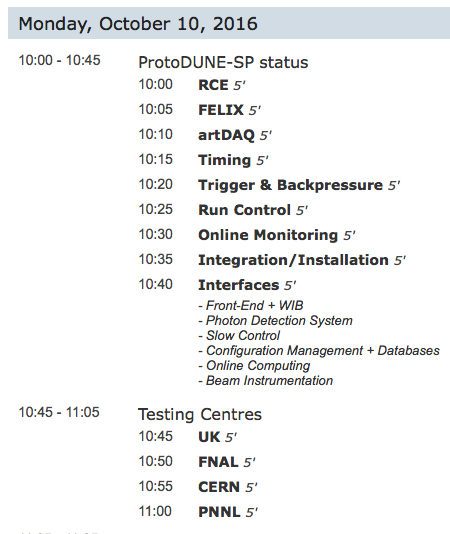 Monday, October 10, 2016
10:00 - 10:45 ProtoDUNE-SP status
10:00 RCE 5'
10:05 FELIX 5'
10:10 artDAQ 5'
10:15 Timing 5'
10:20 Trigger & Backpressure 5'
10:25 Run Control 5'
10:30 Online Monitoring 5'
10:35 Integration/Installation 5'
10:40 Interfaces 5'
- Front-End + WIB
- Photon Detection System
- Slow Control
- Configuration Management + Databases
- Online Computing
- Beam Instrumentation
10:45 - 11:05 Testing Centres
10:45 UK 5'
10:50 FNAL 5'
10:55 CERN 5'
11:00 PNNL 5'